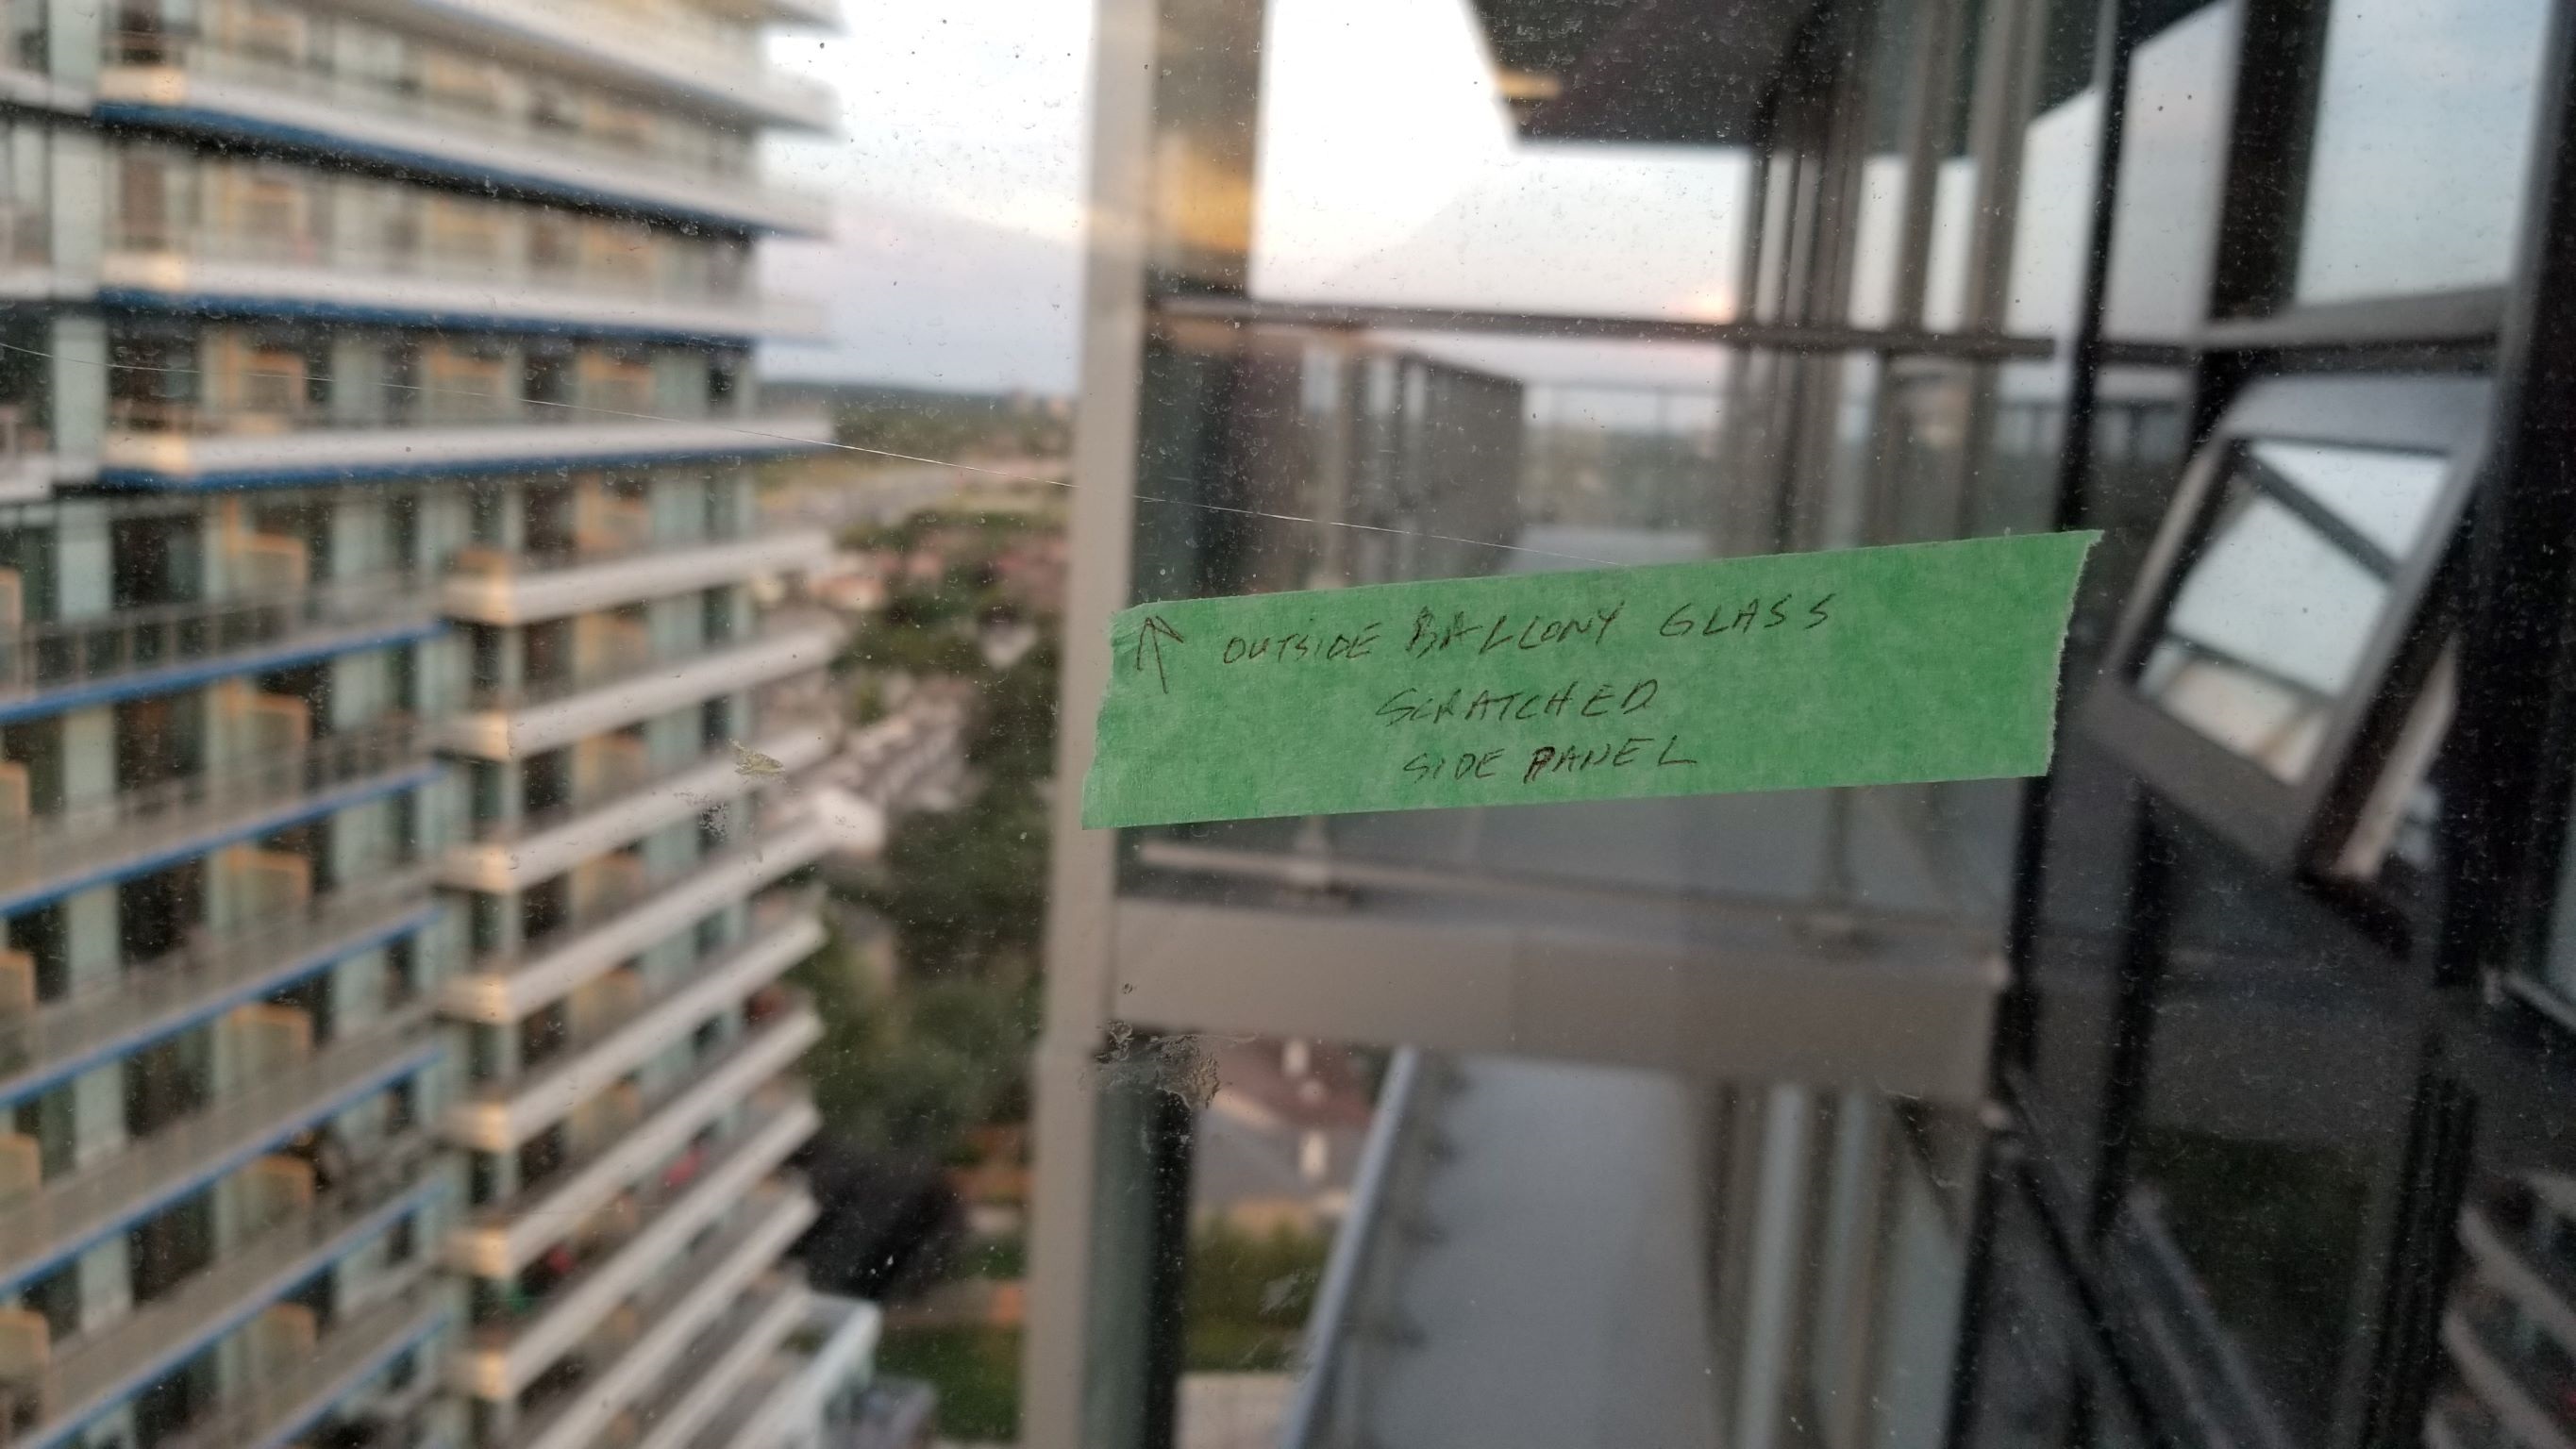 ↑ OUTSIDE BALLONY GLASS
SCRATCHED
SIDE PANEL